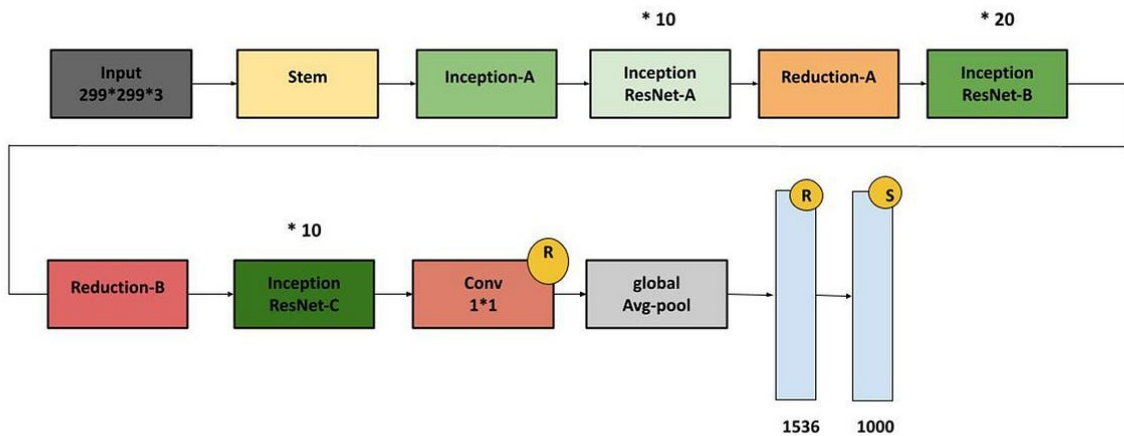 * 10
* 20
Input
299*299*3
Stem
Inception-A
Inception
ResNet-A
Reduction-A
Inception
ResNet-B
* 10
Reduction-B
Inception
ResNet-C
Conv
1*1
R
global
Avg-pool
R
S
1536
1000